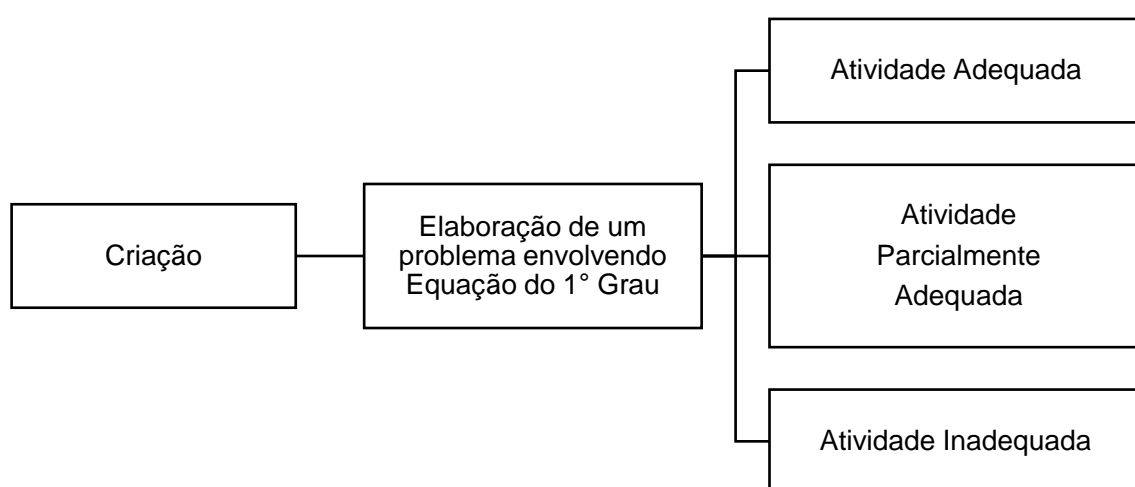 Criação
Elaboração de um
problema envolvendo
Equação do 1° Grau
Atividade Adequada
Atividade
Parcialmente
Adequada
Atividade Inadequada